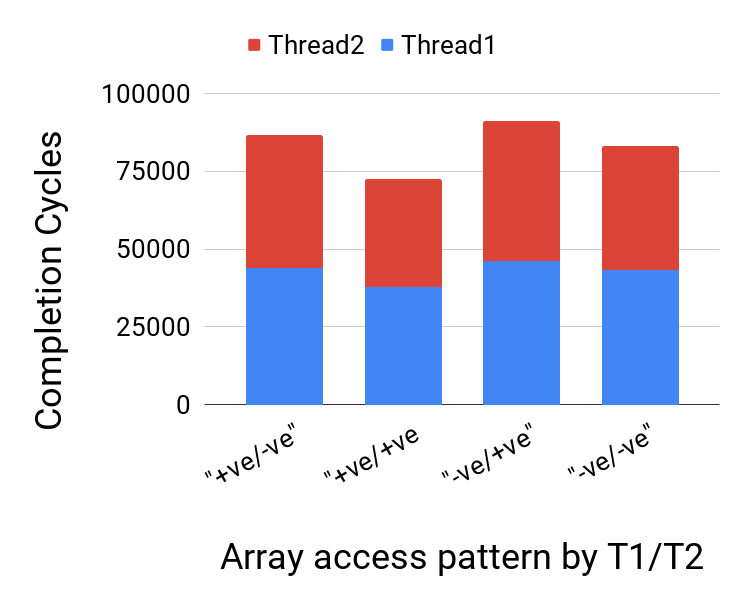 Thread2 Thread1
100000
75000
50000
25000
0
Completion Cycles
"+ve/-ve"
"+ve/+ve
"-ve/+ve"
"-ve/-ve"
Array access pattern by T1/T2